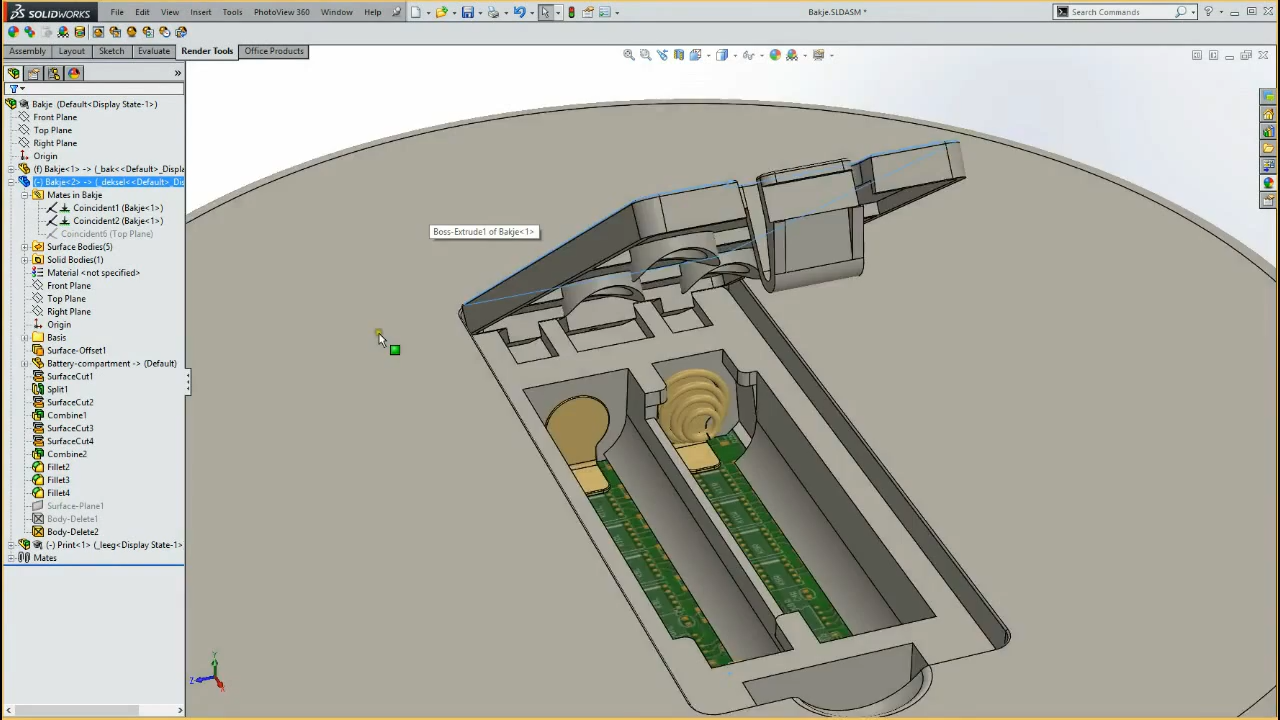 SOLIDWORKS File Edit View Insert Tools PhotoView 360 Window Help Bakje.SLDASM * Search Commands
Assembly Layout Sketch Evaluate Render Tools Office Products
Bakje (Default<Display State-1>)
Front Plane
Top Plane
Right Plane
Origin
(f) Bakje<1> -> (_bak<<Default>_Displa
(-) Bakje<2> -> (_deksel<<Default>_Dis
Mates in Bakje
Coincident1 (Bakje<1>)
Coincident2 (Bakje<1>)
Coincident6 (Top Plane)
Surface Bodies(5)
Solid Bodies(1)
Material <not specified>
Front Plane
Top Plane
Right Plane
Origin
Basis
Surface-Offset1
Battery-compartment -> (Default)
SurfaceCut1
Split1
SurfaceCut2
Combine1
SurfaceCut3
SurfaceCut4
Combine2
Fillet2
Fillet3
Fillet4
Surface-Plane1
Body-Delete1
Body-Delete2
(-) Print<1> (_leeg<Display State-1>
Mates
Boss-Extrude1 of Bakje<1>
Y
Z
X